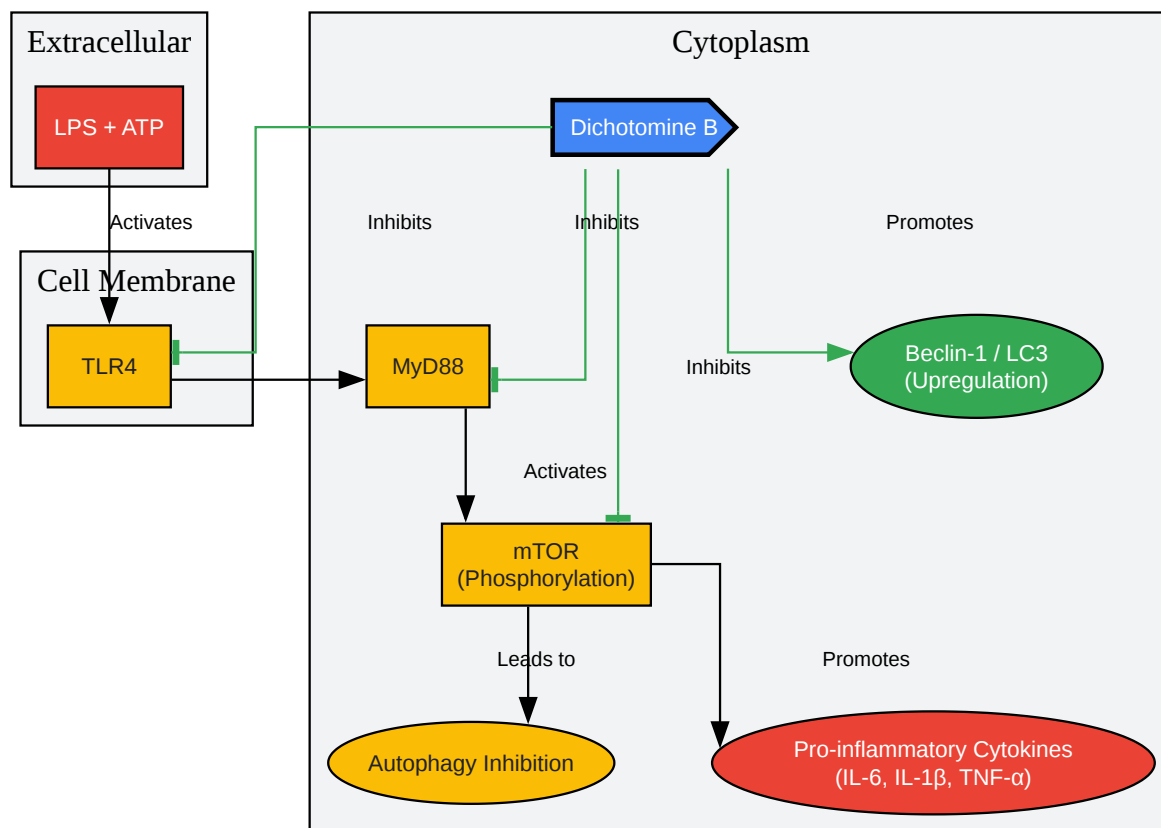 Extracellular
Cytoplasm
LPS + ATP
Dichotomine B
Activates
Inhibits
Inhibits
Promotes
Cell Membrane
TLR4
MyD88
Inhibits
Beclin-1 / LC3
(Upregulation)
Activates
mTOR
(Phosphorylation)
Leads to
Promotes
Autophagy Inhibition
Pro-inflammatory Cytokines
(IL-6, IL-1β, TNF-α)